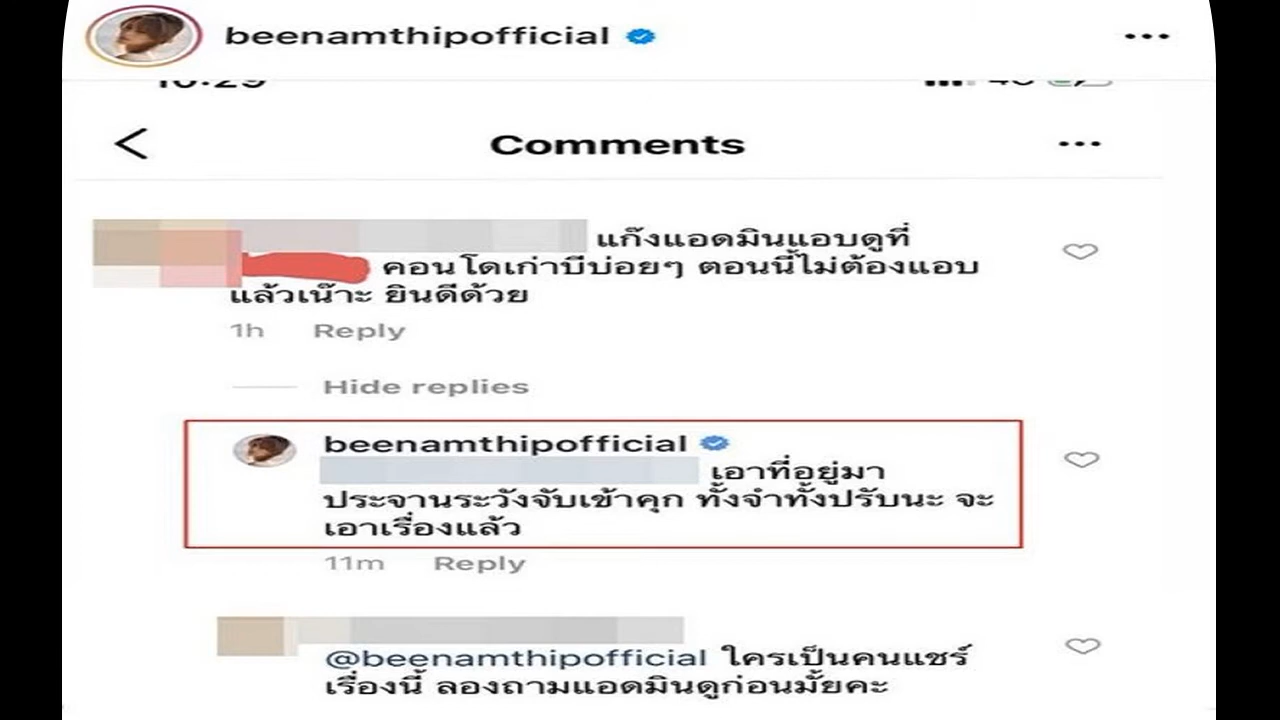 beenamthipofficial
Comments
แก๊งแอดมินแอบดูที่
คอนโดเก่าบีบ่อยๆ ตอนนี้ไม่ต้องแอบ
แล้วเน๊าะ ยินดีด้วย
1h Reply
Hide replies
beenamthipofficial
เอาที่อยู่มา
ประจานระวังจับเข้าคุก ทั้งจำทั้งปรับนะ จะ
เอาเรื่องแล้ว
11m Reply
@beenamthipofficial ใครเป็นคนแชร์
เรื่องนี้ ลองถามแอดมินดูก่อนมั้ยคะ